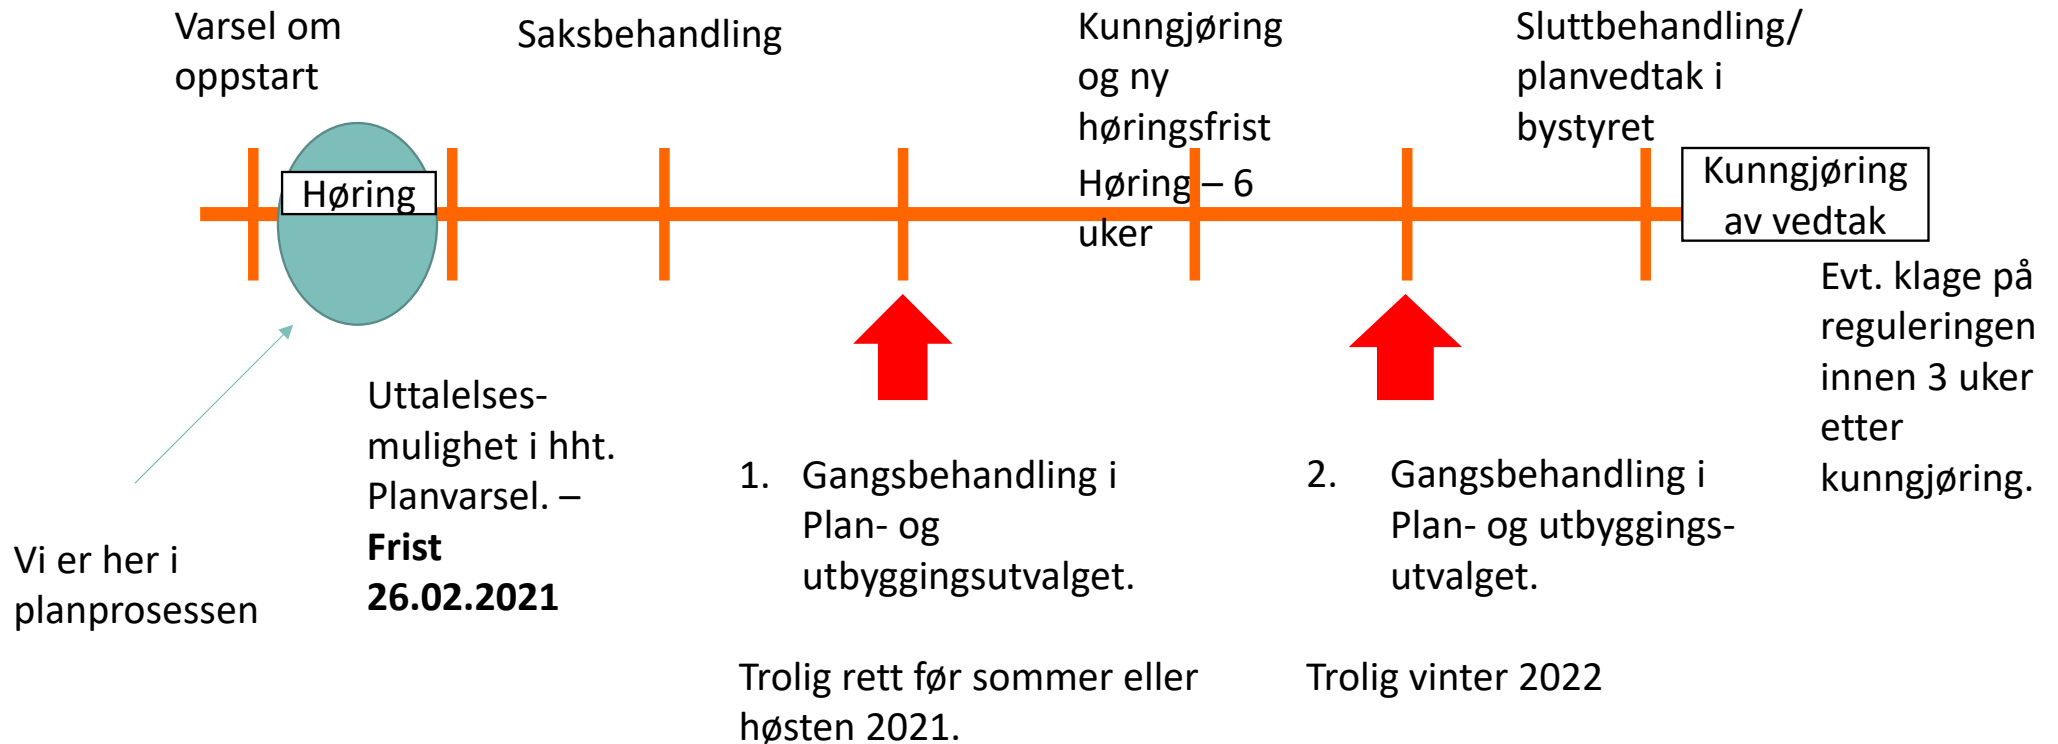 Varsel om
oppstart
Saksbehandling
Kunngjøring
og ny
høringsfrist
Høring – 6
uker
Sluttbehandling/
planvedtak i
bystyret
Høring
Kunngjøring
av vedtak
Evt. klage på
reguleringen
innen 3 uker
etter
kunngjøring.
Vi er her i
planprosessen
Uttalelses-
mulighet i hht.
Planvarsel. –
Frist
26.02.2021
1. Gangsbehandling i
Plan- og
utbyggingsutvalget.
Trolig rett før sommer eller
høsten 2021.
2. Gangsbehandling i
Plan- og utbyggings-
utvalget.
Trolig vinter 2022